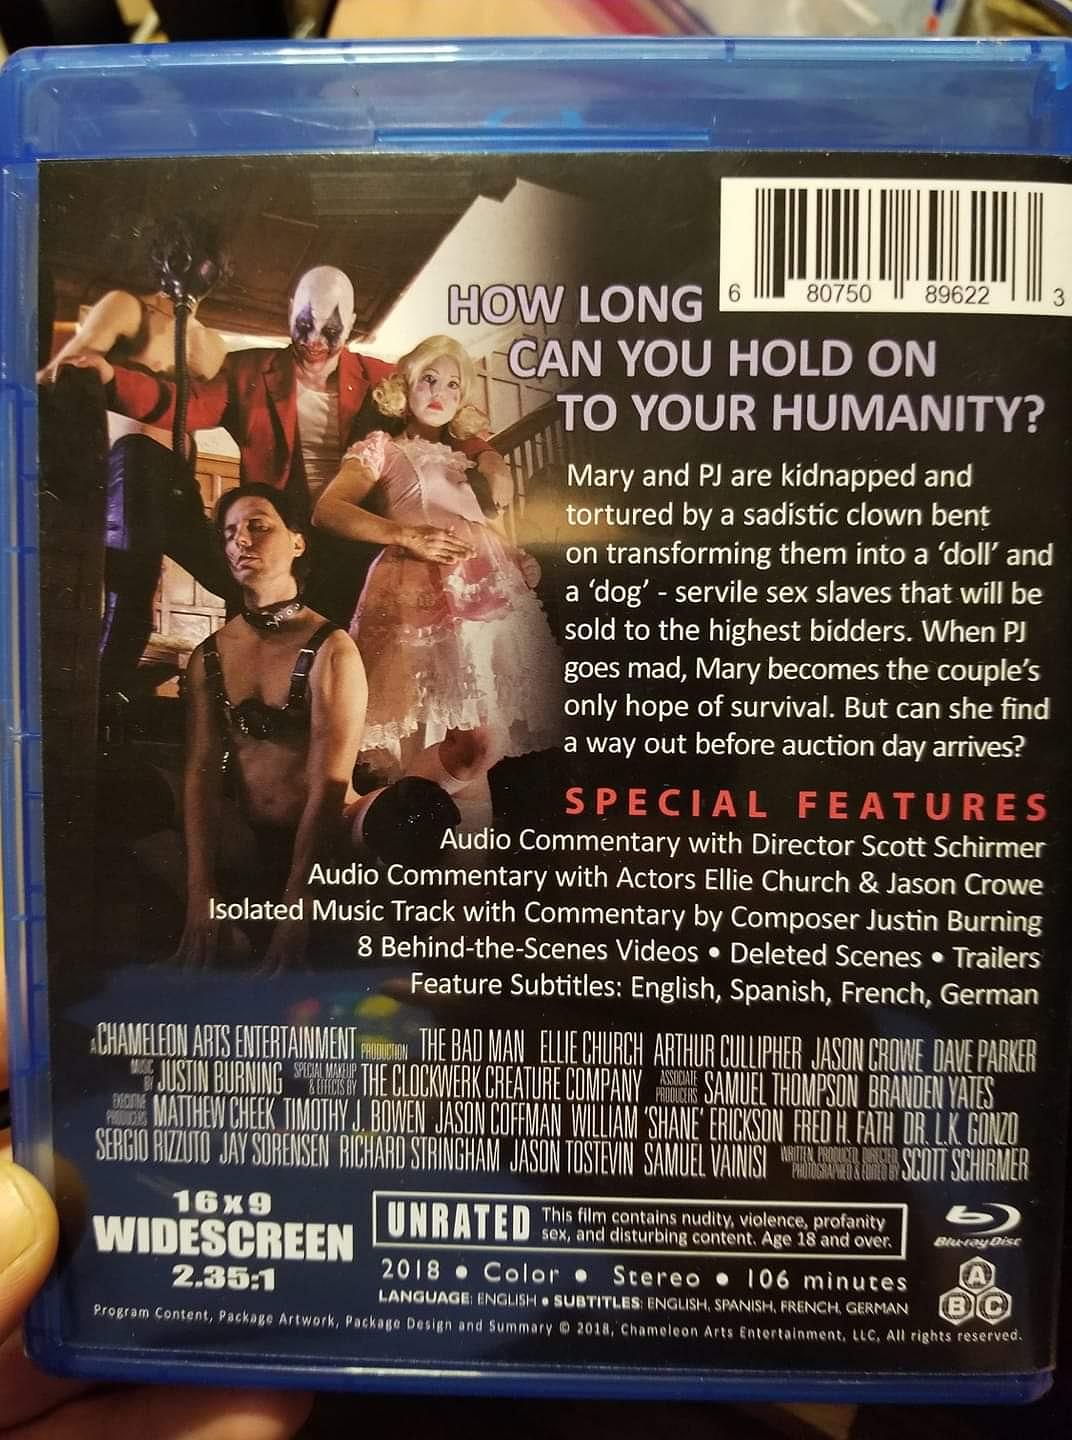 6 80750 89622 3
HOW LONG
CAN YOU HOLD ON
TO YOUR HUMANITY?
Mary and PJ are kidnapped and
tortured by a sadistic clown bent
on transforming them into a ‘doll’ and
a ‘dog’ - servile sex slaves that will be
sold to the highest bidders. When PJ
goes mad, Mary becomes the couple’s
only hope of survival. But can she find
a way out before auction day arrives?
SPECIAL FEATURES
Audio Commentary with Director Scott Schirmer
Audio Commentary with Actors Ellie Church & Jason Crowe
Isolated Music Track with Commentary by Composer Justin Burning
8 Behind-the-Scenes Videos • Deleted Scenes • Trailers
Feature Subtitles: English, Spanish, French, German
A CHAMELEON ARTS ENTERTAINMENT PRODUCTION THE BAD MAN ELLIE CHURCH ARTHUR CULLIPHER JASON CROWE DAVE PARKER
MUSIC BY JUSTIN BURNING SPECIAL MAKEUP & EFFECTS BY THE CLOCKWERK CREATURE COMPANY ASSOCIATE PRODUCERS SAMUEL THOMPSON BRANDEN YATES
EXECUTIVE PRODUCERS MATTHEW CHEEK TIMOTHY J. BOWEN JASON COFFMAN WILLIAM 'SHANE' ERICKSON FRED H. FATH DR. L.K. GONZO
SERGIO RIZZUTO JAY SORENSEN RICHARD STRINGHAM JASON TOSTEVIN SAMUEL VAINISI WRITTEN, PRODUCED, DIRECTED, PHOTOGRAPHED & EDITED BY SCOTT SCHIRMER
16x9
WIDESCREEN
2.35:1
UNRATED
This film contains nudity, violence, profanity
sex, and disturbing content. Age 18 and over.
Blu-ray Disc
2018 • Color • Stereo • 106 minutes
LANGUAGE: ENGLISH • SUBTITLES: ENGLISH, SPANISH, FRENCH, GERMAN
A
B C
Program Content, Package Artwork, Package Design and Summary © 2018, Chameleon Arts Entertainment, LLC, All rights reserved.